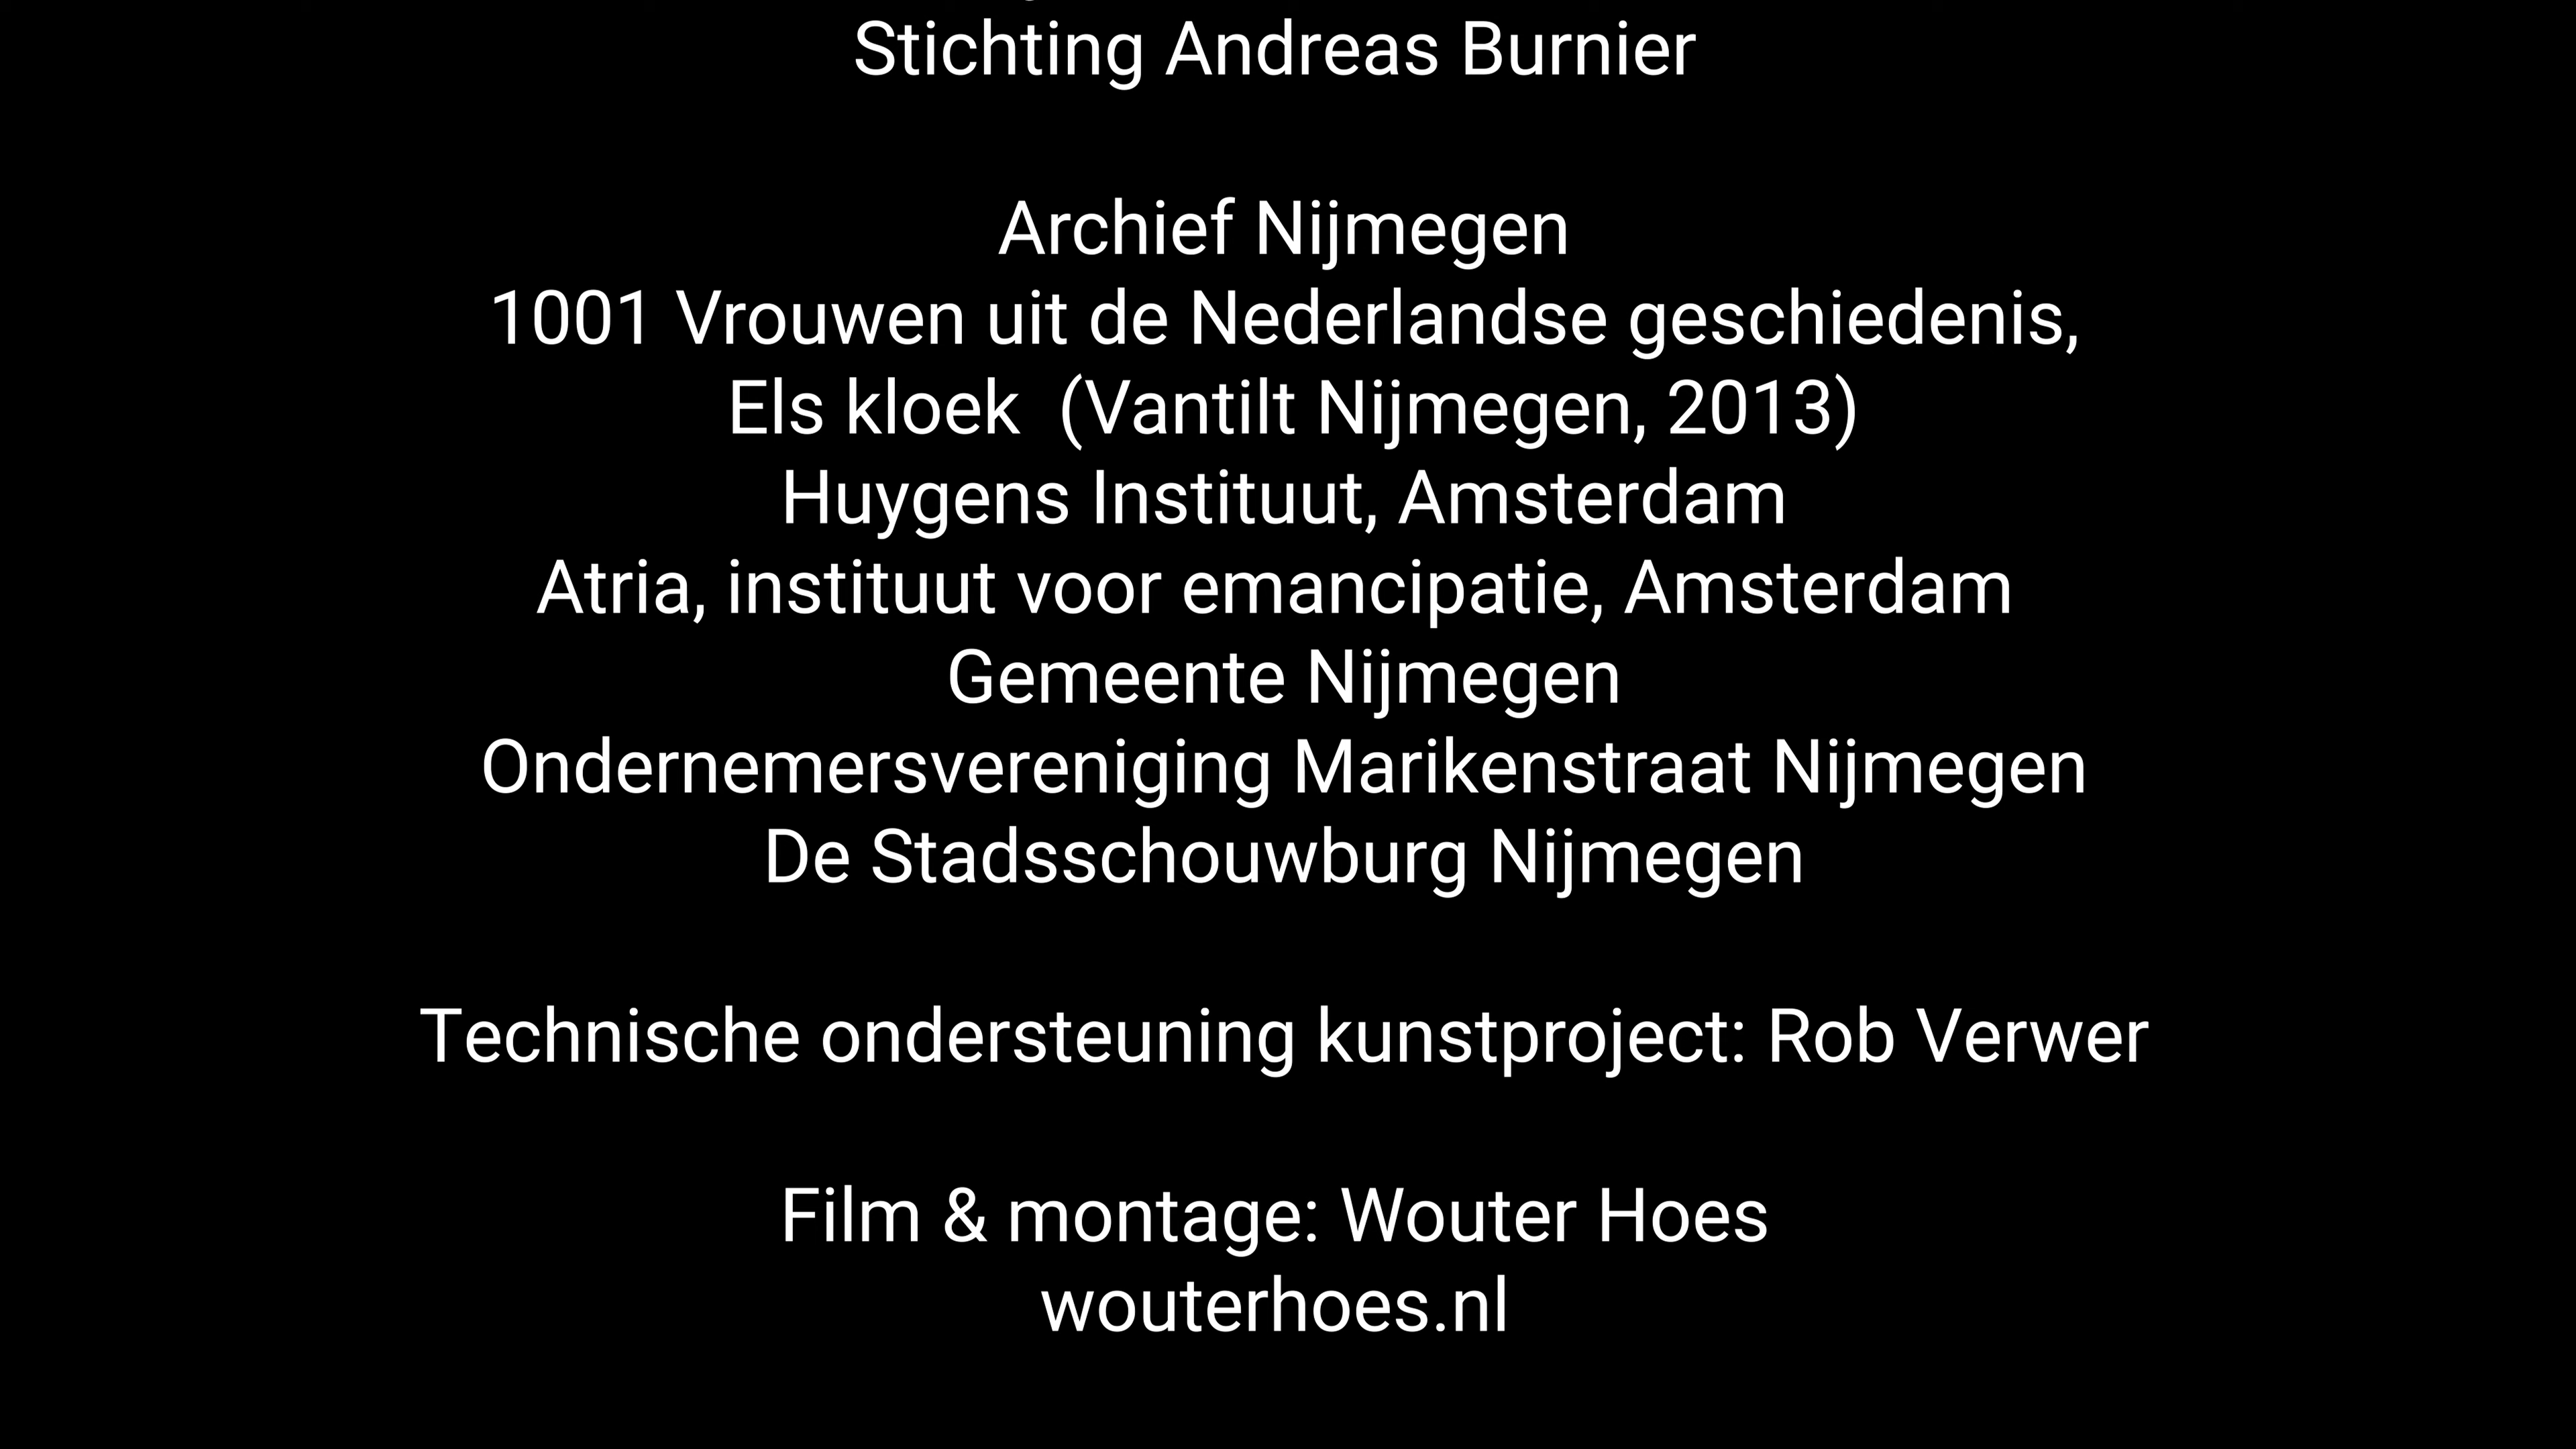 Stichting Andreas Burnier
Archief Nijmegen
1001 Vrouwen uit de Nederlandse geschiedenis,
Els kloek  (Vantilt Nijmegen, 2013)
Huygens Instituut, Amsterdam
Atria, instituut voor emancipatie, Amsterdam
Gemeente Nijmegen
Ondernemersvereniging Marikenstraat Nijmegen
De Stadsschouwburg Nijmegen
Technische ondersteuning kunstproject: Rob Verwer
Film & montage: Wouter Hoes
wouterhoes.nl